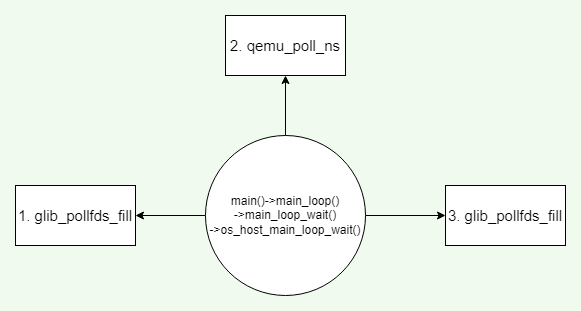 2. qemu_poll_ns
main()->main_loop()
->main_loop_wait()
->os_host_main_loop_wait()
1. glib_pollfds_fill
3. glib_pollfds_fill